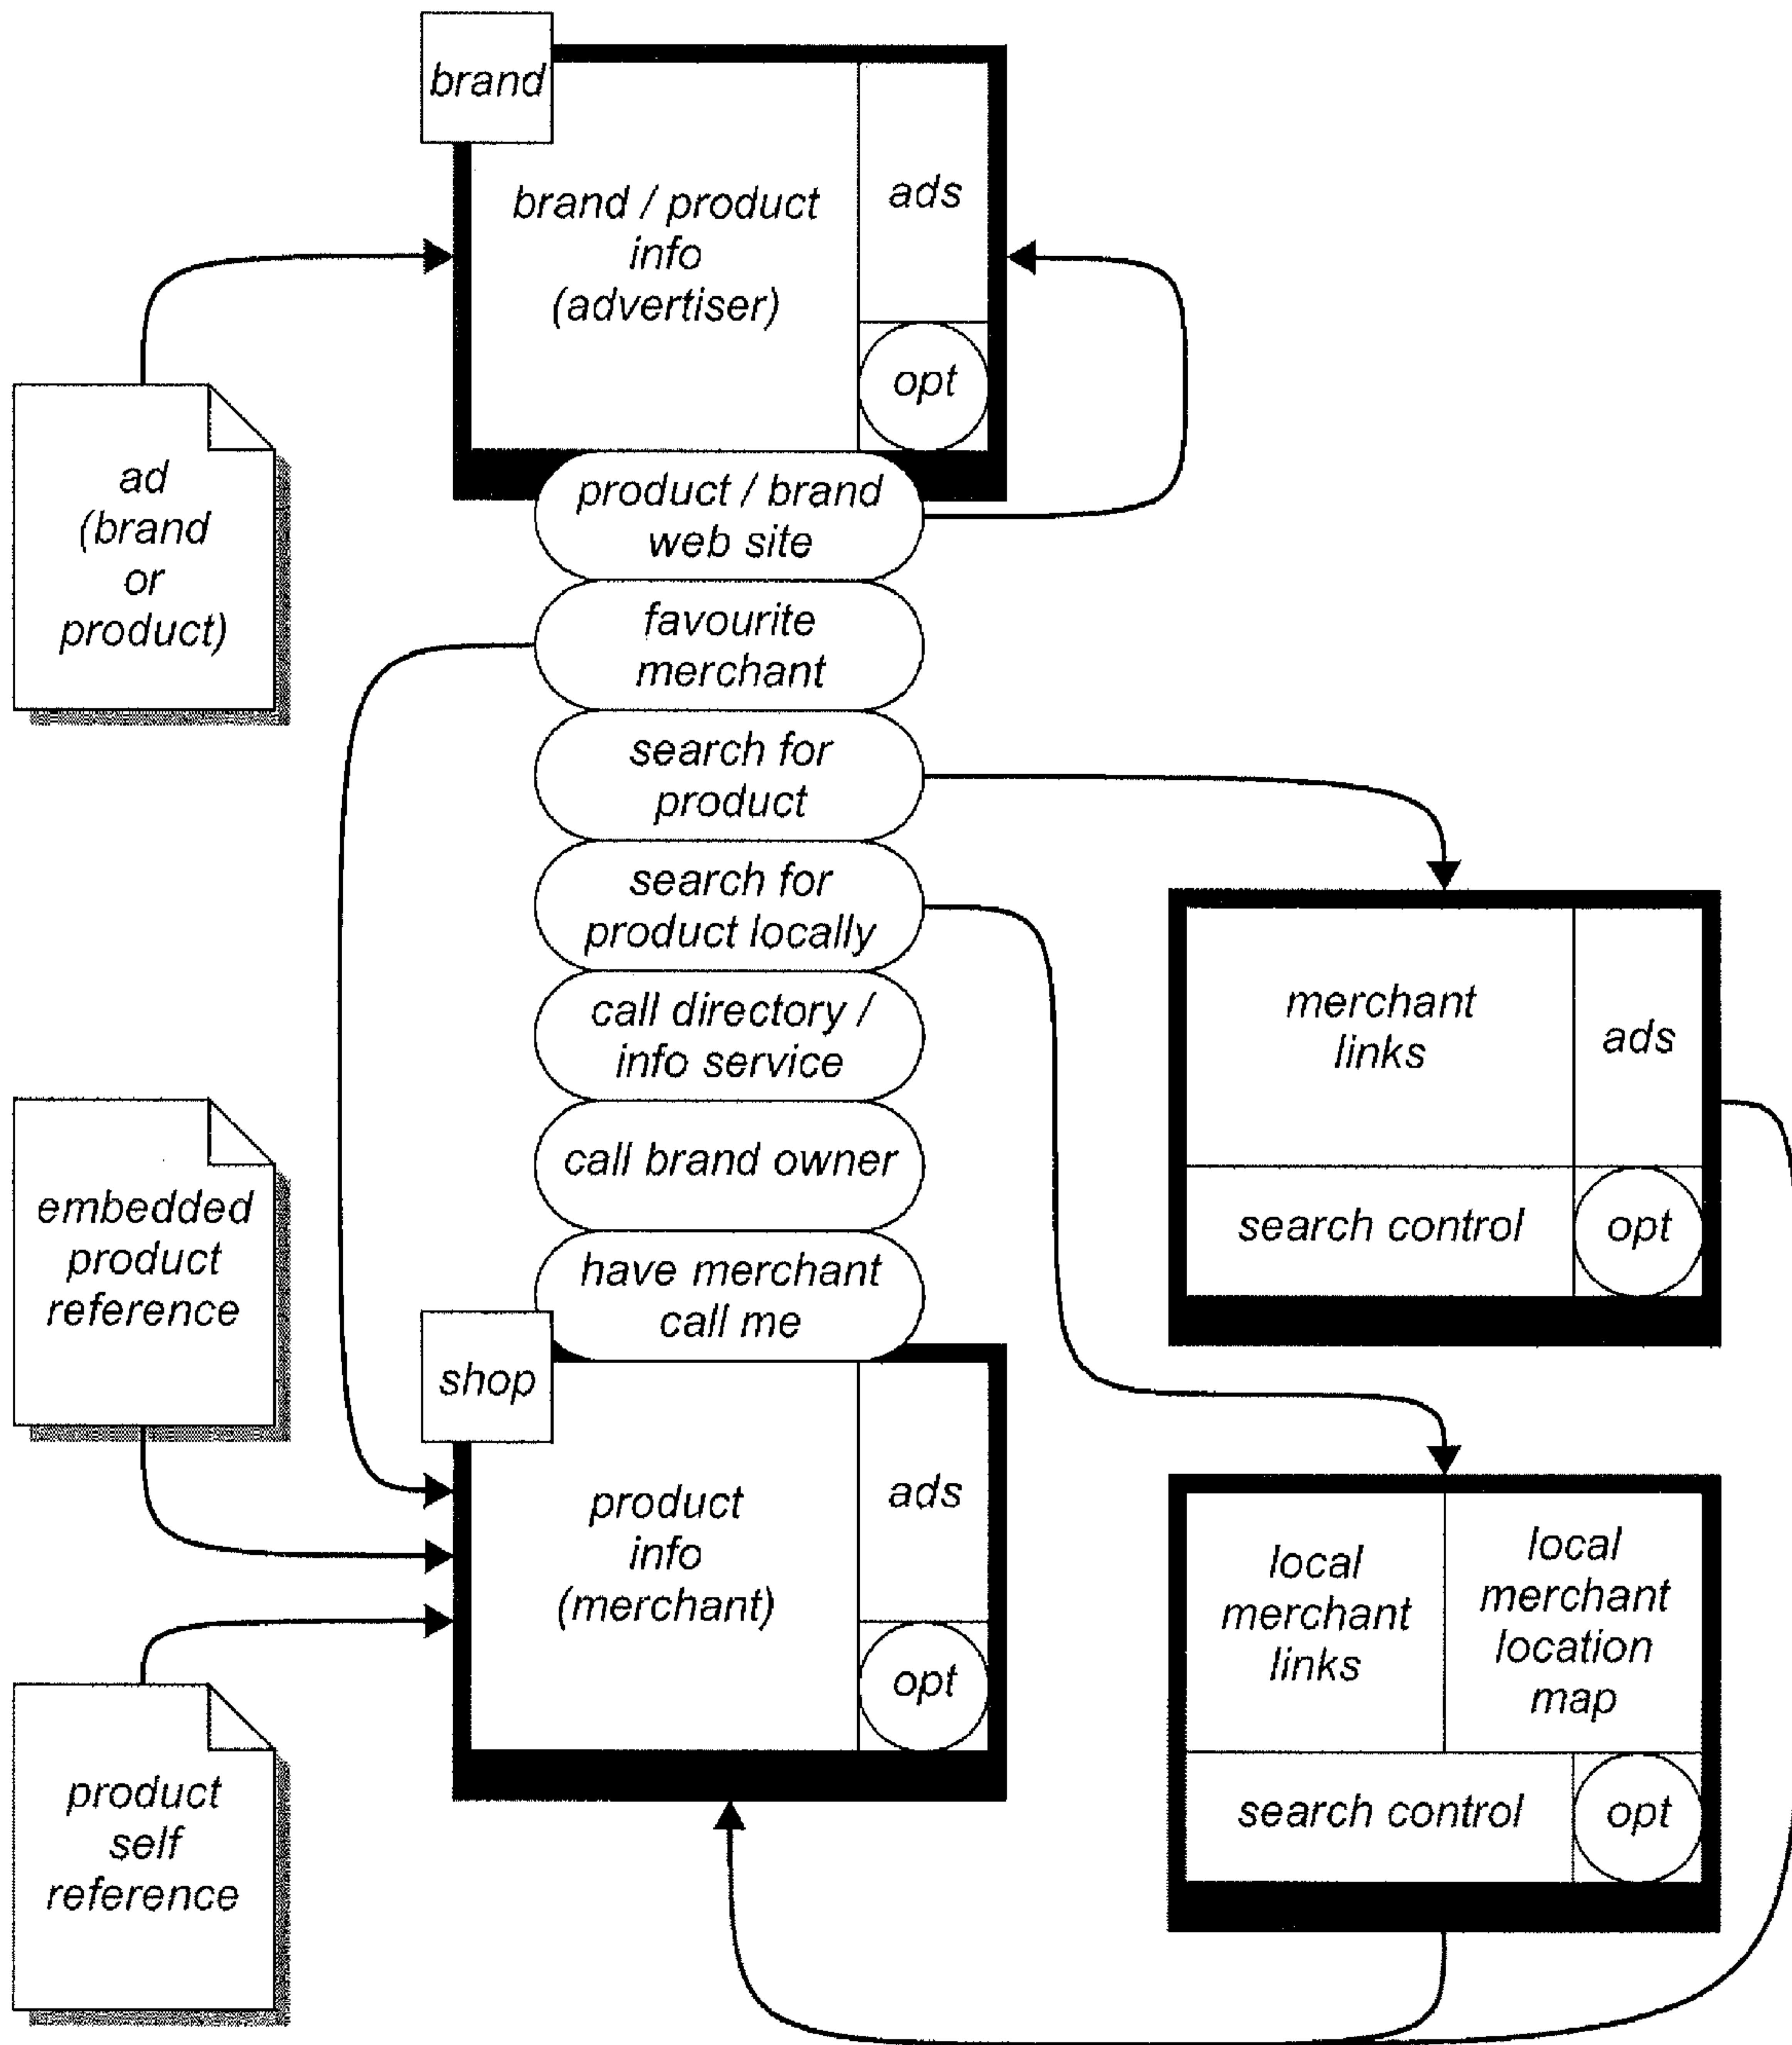 brand
brand / product
info
(advertiser)
ads
opt
ad
(brand
or
product)
product / brand
web site
favourite
merchant
search for
product
search for
product locally
call directory /
info service
call brand owner
have merchant
call me
merchant
links
ads
search control
opt
embedded
product
reference
shop
product
info
(merchant)
ads
opt
local
merchant
links
local
merchant
location
map
search control
opt
product
self
reference